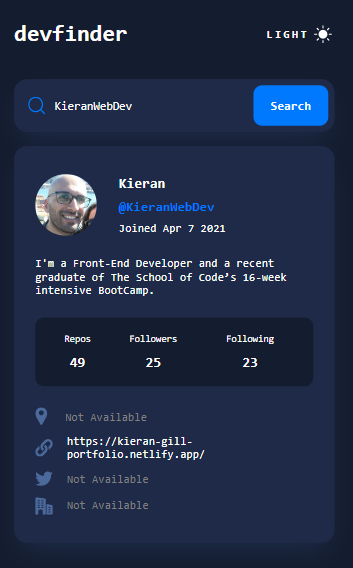 devfinder
LIGHT
KieranWebDev
Search
Kieran
@KieranWebDev
Joined Apr 7 2021
I'm a Front-End Developer and a recent
graduate of The School of Code’s 16-week
intensive BootCamp.
Repos Followers Following
49 25 23
Not Available
https://kieran-gill-
portfolio.netlify.app/
Not Available
Not Available